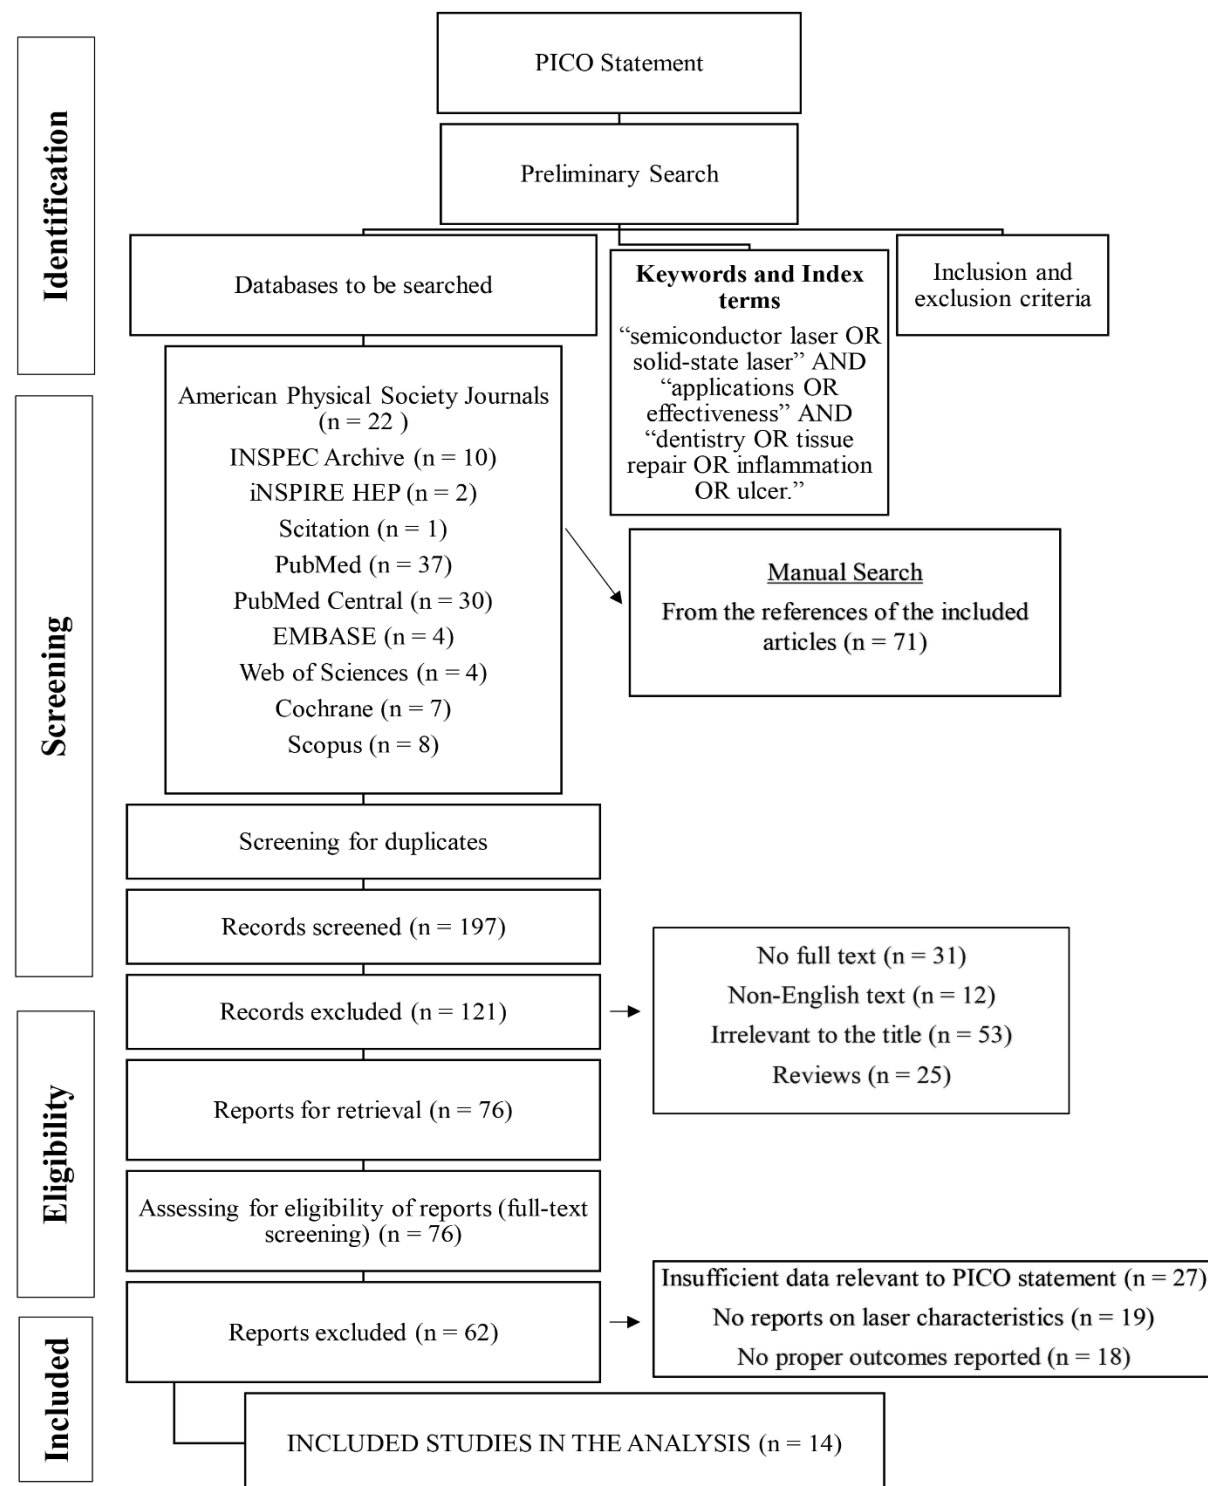 Identification
PICO Statement
Preliminary Search
Databases to be searched
Keywords and Index
terms
“semiconductor laser OR
solid-state laser” AND
“applications OR
effectiveness” AND
“dentistry OR tissue
repair OR inflammation
OR ulcer.”
Inclusion and
exclusion criteria
Screening
American Physical Society Journals
(n = 22 )
INSPEC Archive (n = 10)
iNSPIRE HEP (n = 2)
Scitation (n = 1)
PubMed (n = 37)
PubMed Central (n = 30)
EMBASE (n = 4)
Web of Sciences (n = 4)
Cochrane (n = 7)
Scopus (n = 8)
Manual Search
From the references of the included
articles (n = 71)
Screening for duplicates
Records screened (n = 197)
Records excluded (n = 121)
No full text (n = 31)
Non-English text (n = 12)
Irrelevant to the title (n = 53)
Reviews (n = 25)
Eligibility
Reports for retrieval (n = 76)
Assessing for eligibility of reports (full-text
screening) (n = 76)
Reports excluded (n = 62)
Insufficient data relevant to PICO statement (n = 27)
No reports on laser characteristics (n = 19)
No proper outcomes reported (n = 18)
Included
INCLUDED STUDIES IN THE ANALYSIS (n = 14)